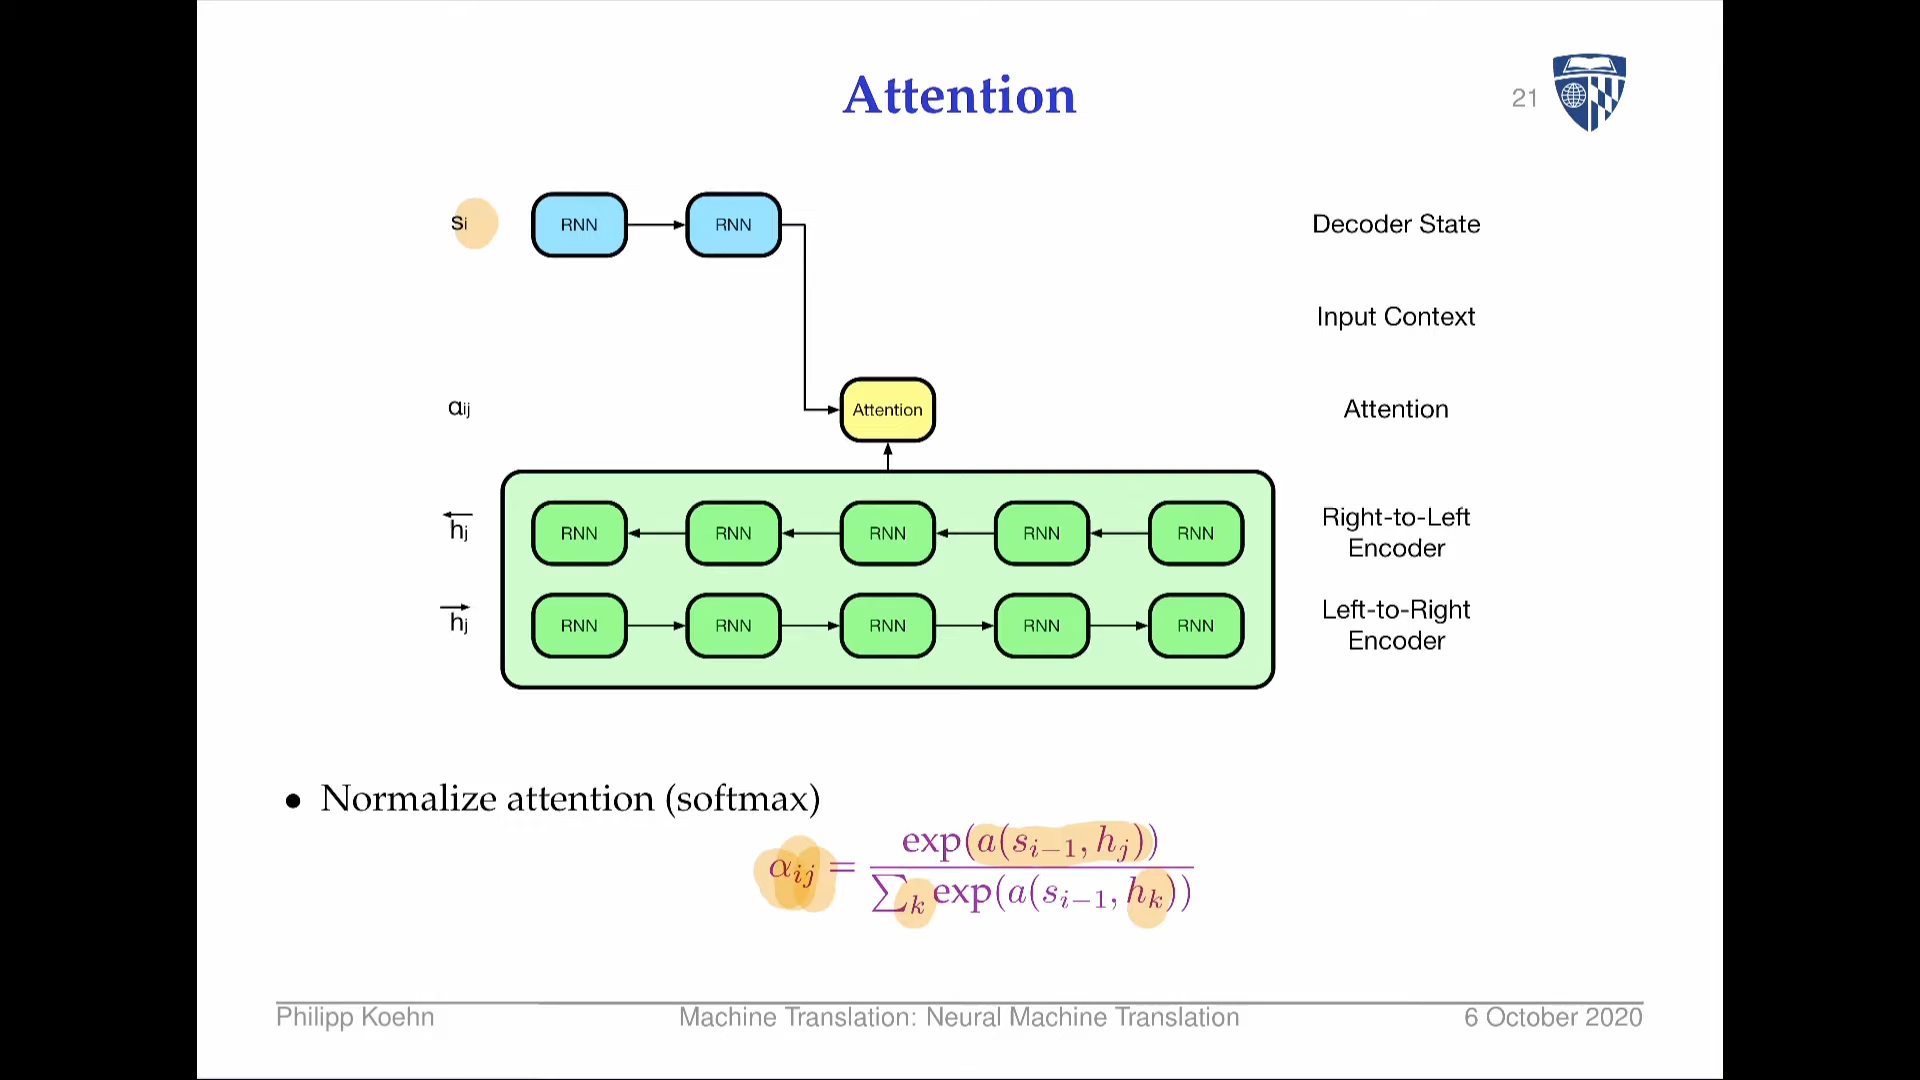 Attention
21
si RNN RNN Decoder State
Input Context
αij Attention Attention
hj RNN RNN RNN RNN RNN Right-to-Left
Encoder
hj RNN RNN RNN RNN RNN Left-to-Right
Encoder
• Normalize attention (softmax)
αij = exp(a(si−1, hj)) / ∑k exp(a(si−1, hk))
Philipp Koehn Machine Translation: Neural Machine Translation 6 October 2020